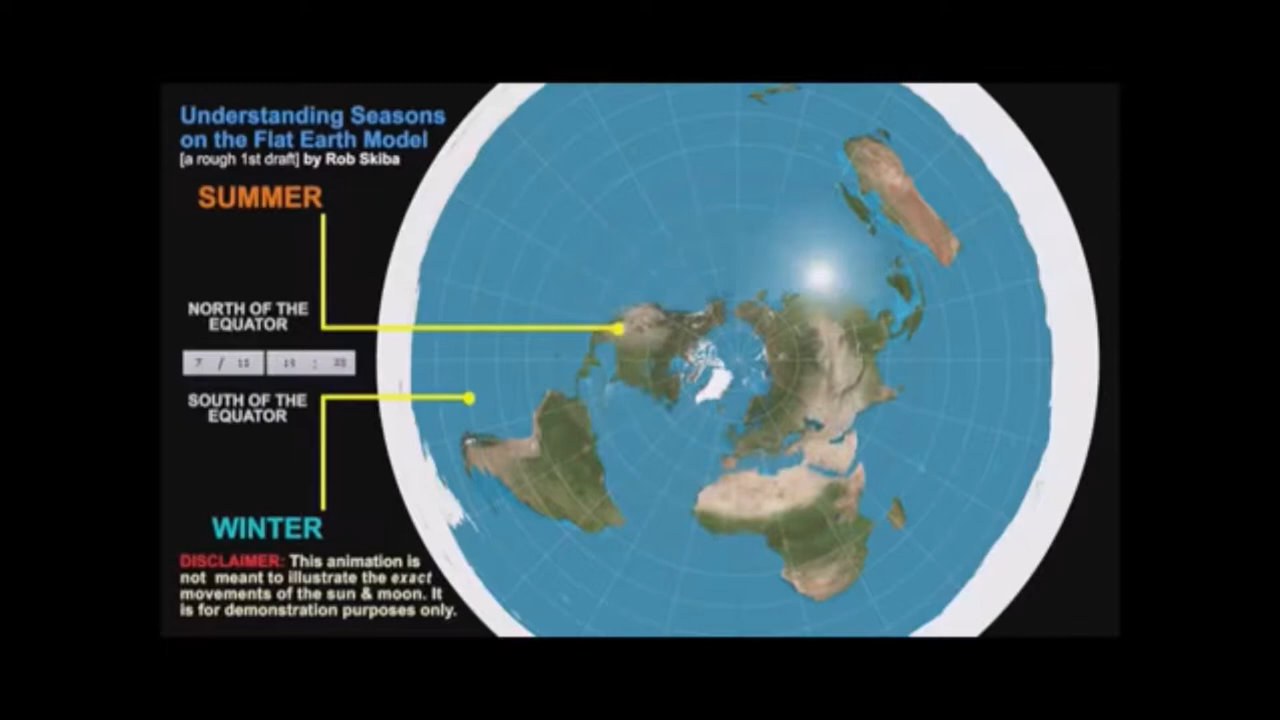 Understanding Seasons
on the Flat Earth Model
[a rough 1st draft] by Rob Skiba
SUMMER
NORTH OF THE
EQUATOR
7 /
SOUTH OF THE
EQUATOR
WINTER
DISCLAIMER: This animation is
not meant to illustrate the exact
movements of the sun & moon. It
is for demonstration purposes only.